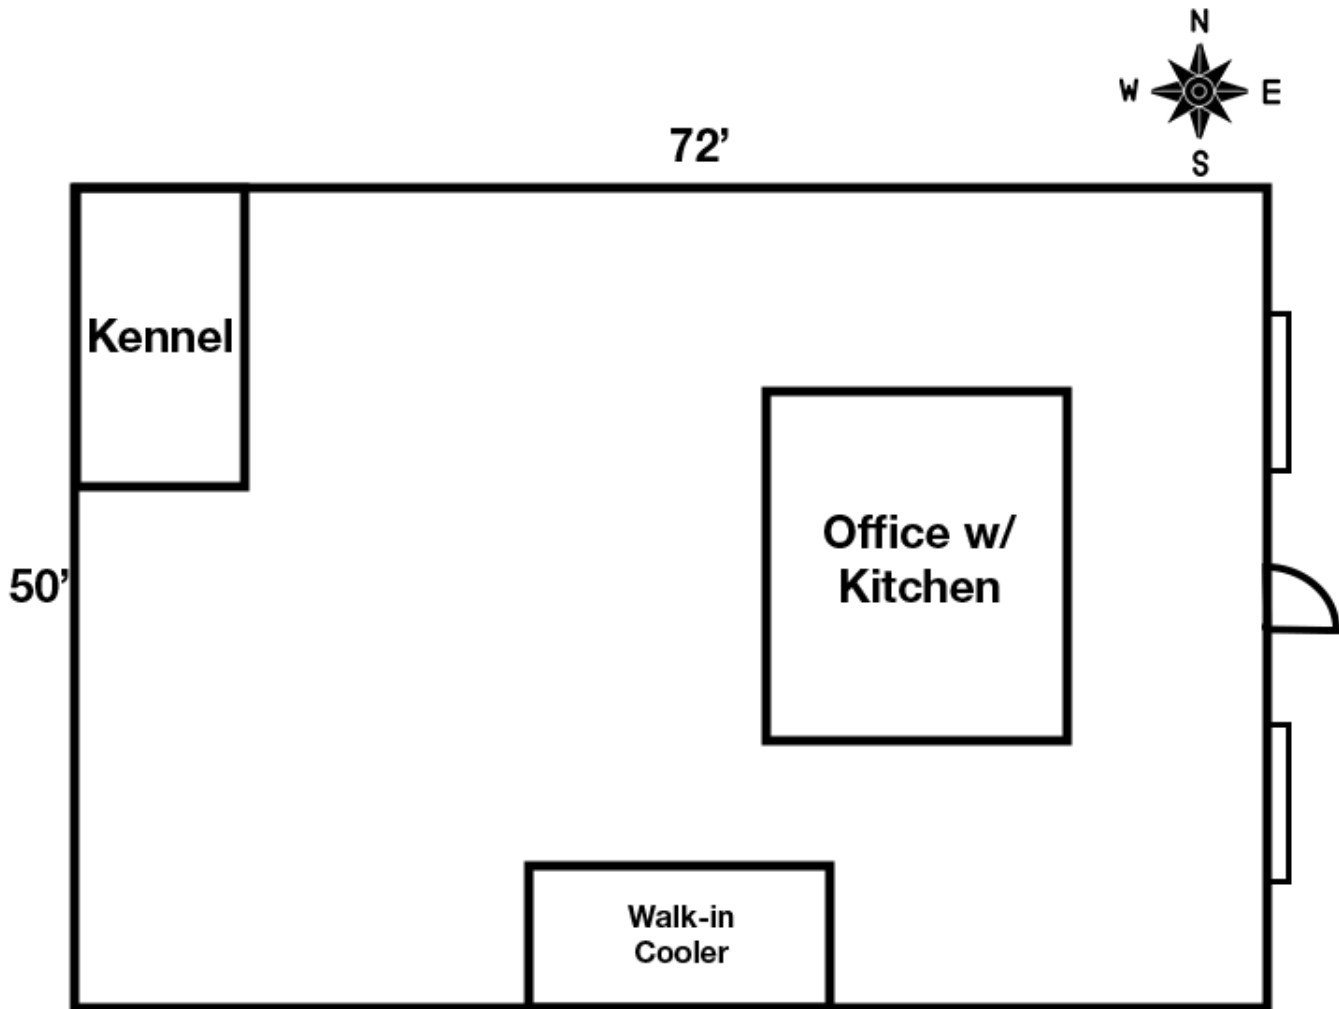 N
W E
S
72’
Kennel
Office w/
Kitchen
50’
Walk-in
Cooler